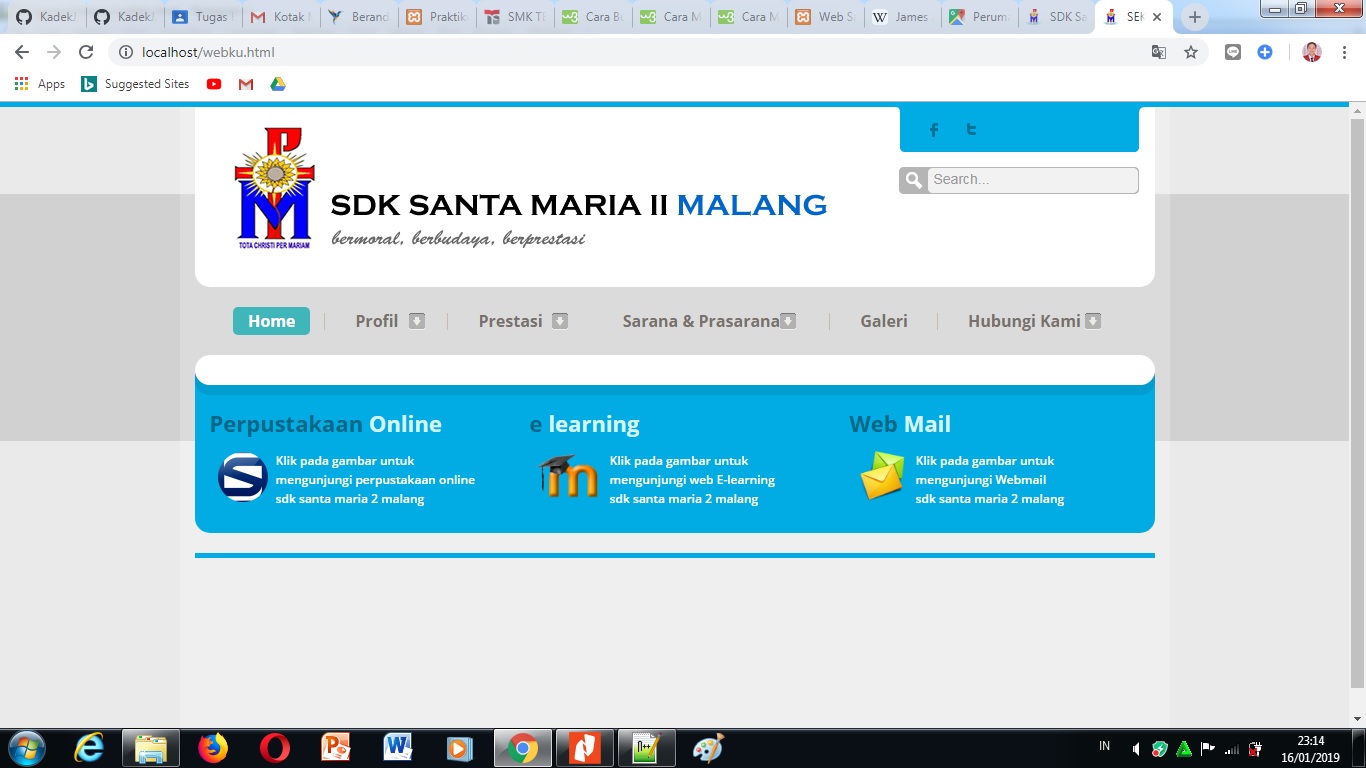 KadekJ
KadekJ
Tugas
Kotak
Berand
Praktik
SMK TE
Cara Bu
Cara M
Cara M
Web S
James
Perum
SDK Sa
SEK
localhost/webku.html
Apps
Suggested Sites
Search...
SDK SANTA MARIA II MALANG
bermoral, berbudaya, berprestasi
TOTA CHRISTI PER MARIAM
Home
Profil
Prestasi
Sarana & Prasarana
Galeri
Hubungi Kami
Perpustakaan Online
Klik pada gambar untuk
mengunjungi perpustakaan online
sdk santa maria 2 malang
e learning
Klik pada gambar untuk
mengunjungi web E-learning
sdk santa maria 2 malang
Web Mail
Klik pada gambar untuk
mengunjungi Webmail
sdk santa maria 2 malang
IN
23:14
16/01/2019